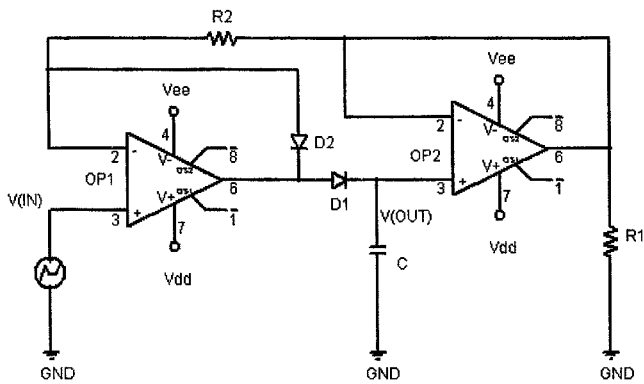 R2
Vee
Vee
4
4
2
-
V-
OS2
8
D2
2
-
V-
OS2
8
OP1
6
OP2
6
V+
OS1
D1
V+
OS1
V(IN)
3
+
1
3
+
1
7
V(OUT)
7
R1
Vdd
C
Vdd
GND
GND
GND